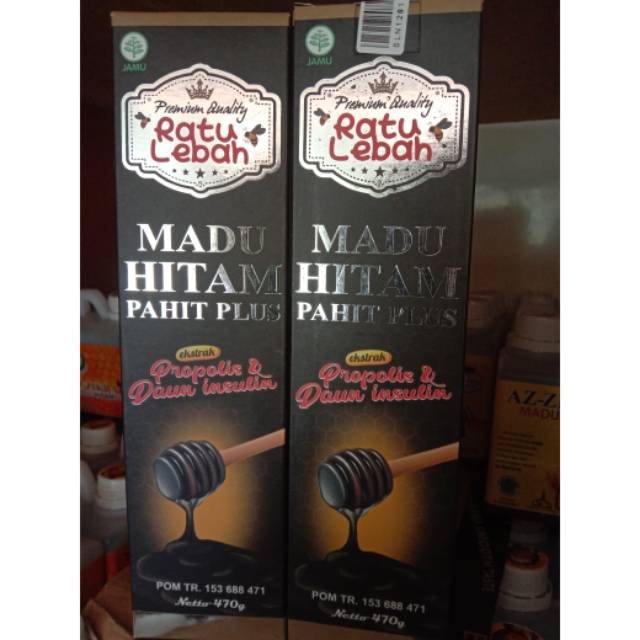 JAMU
Premium Quality
Ratu
Lebah
MADU
HITAM
PAHIT PLUS
ekstrak
Propolis &
Daun insulin
POM TR. 153 688 471
Netto 470g
JAMU
Premium Quality
Ratu
Lebah
MADU
HITAM
PAHIT PLUS
ekstrak
Propolis &
Daun insulin
POM TR. 153 688 471
Netto 470g
MADU